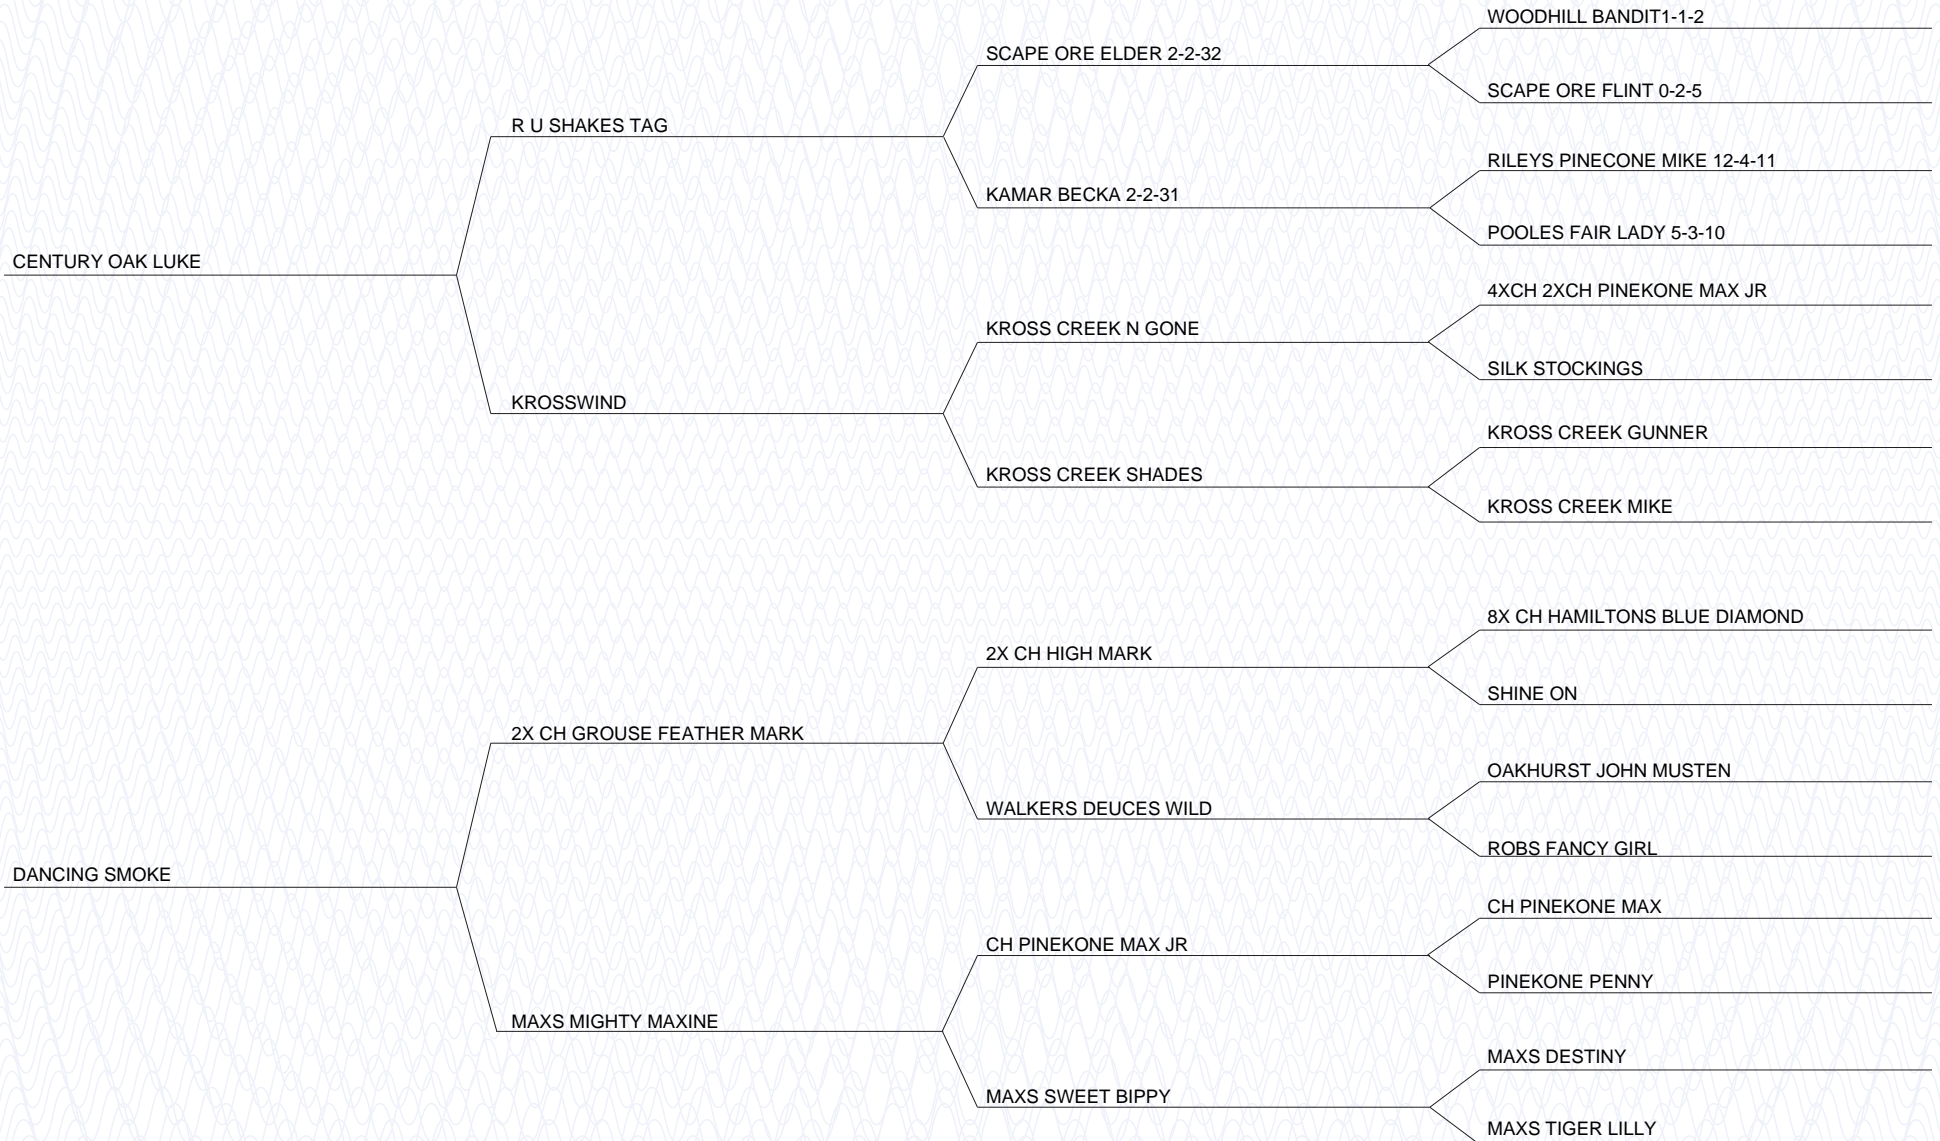 WOODHILL BANDIT1-1-2
SCAPE ORE ELDER 2-2-32
SCAPE ORE FLINT 0-2-5
R U SHAKES TAG
RILEYS PINECONE MIKE 12-4-11
KAMAR BECKA 2-2-31
POOLES FAIR LADY 5-3-10
CENTURY OAK LUKE
4XCH 2XCH PINEKONE MAX JR
KROSS CREEK N GONE
SILK STOCKINGS
KROSSWIND
KROSS CREEK GUNNER
KROSS CREEK SHADES
KROSS CREEK MIKE
8X CH HAMILTONS BLUE DIAMOND
2X CH HIGH MARK
SHINE ON
2X CH GROUSE FEATHER MARK
OAKHURST JOHN MUSTEN
WALKERS DEUCES WILD
ROBS FANCY GIRL
DANCING SMOKE
CH PINEKONE MAX
CH PINEKONE MAX JR
PINEKONE PENNY
MAXS MIGHTY MAXINE
MAXS DESTINY
MAXS SWEET BIPPY
MAXS TIGER LILLY